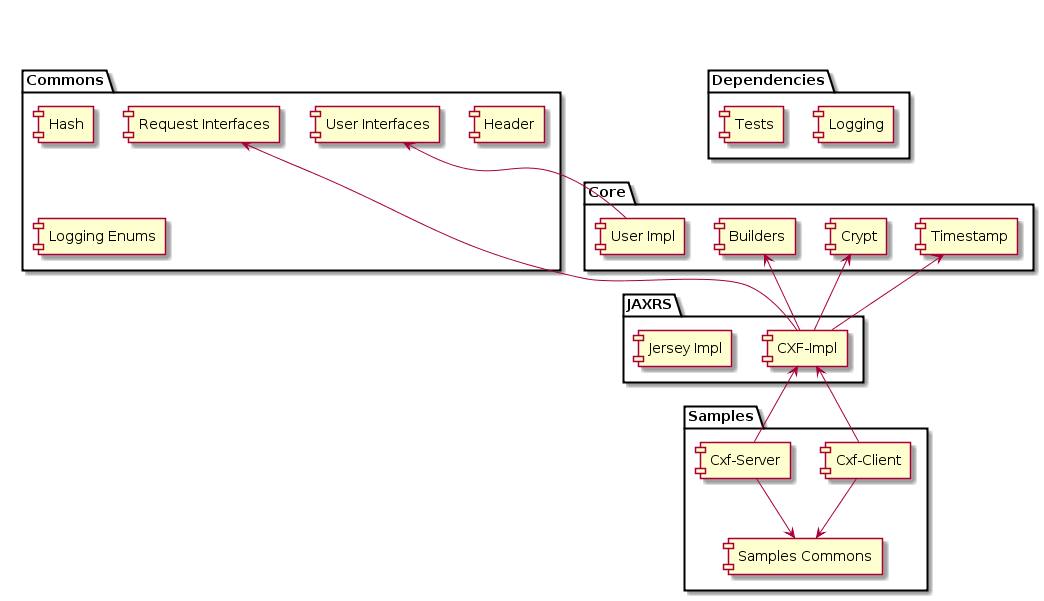 Commons
Dependencies
Hash
Request Interfaces
User Interfaces
Header
Tests
Logging
Core
Logging Enums
User Impl
Builders
Crypt
Timestamp
JAXRS
Jersey Impl
CXF-Impl
Samples
Cxf-Server
Cxf-Client
Samples Commons